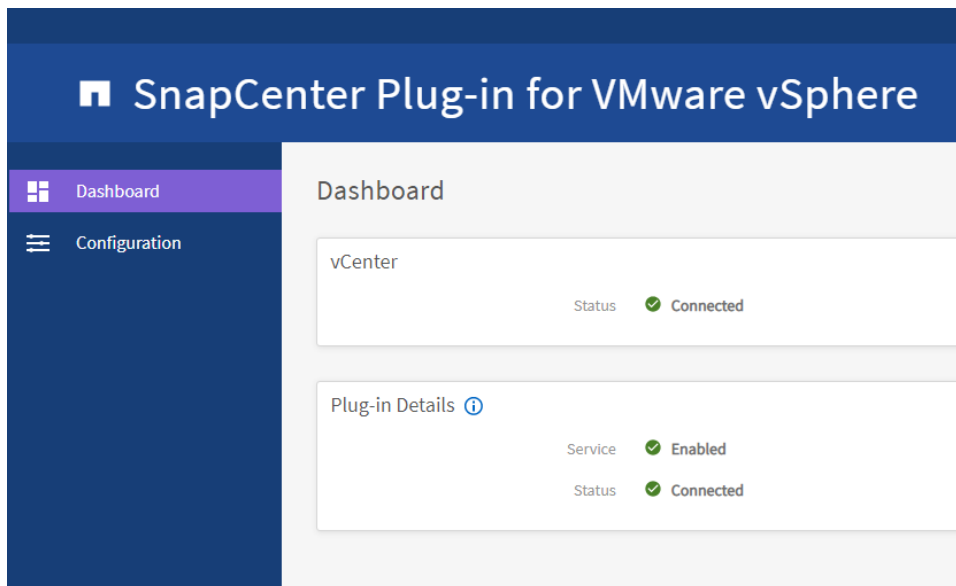 SnapCenter Plug-in for VMware vSphere
Dashboard
Configuration
Dashboard
vCenter
Status Connected
Plug-in Details
Service Enabled
Status Connected